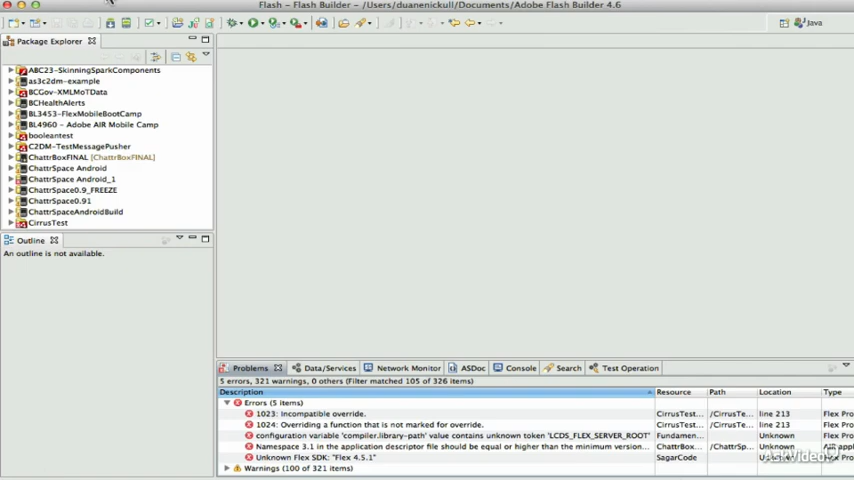 Flash - Flash Builder - /Users/duanenickull/Documents/Adobe Flash Builder 4.6
Java
Package Explorer
ABC23-SkinningSparkComponents
as3c2dm-example
BCGov-XMLMoTData
BCHealthAlerts
BL3453-FlexMobileBootCamp
BL4960 - Adobe AIR Mobile Camp
booleantest
C2DM-TestMessagePusher
ChattrBoxFINAL [ChattrBoxFINAL]
ChattrSpace Android
ChattrSpace Android_1
ChattrSpace0.9_FREEZE
ChattrSpace0.91
ChattrSpaceAndroidBuild
CirrusTest
Outline
An outline is not available.
Problems Data/Services Network Monitor ASDoc Console Search Test Operation
5 errors, 321 warnings, 0 others (Filter matched 105 of 326 items)
Description Resource Path Location Type
Errors (5 items)
1023: Incompatible override. CirrusTest... /CirrusTe... line 213 Flex Pro
1024: Overriding a function that is not marked for override. CirrusTest... /CirrusTe... line 213 Flex Pro
configuration variable 'compiler.library-path' value contains unknown token 'LCDS_FLEX_SERVER_ROOT' Fundamen... Unknown Flex Pro
Namespace 3.1 in the application descriptor file should be equal or higher than the minimum version... ChattrBox... /ChattrSp... Unknown AIR appl
Unknown Flex SDK: "Flex 4.5.1" SagarCode Flex Pro
Warnings (100 of 321 items)
AskVideo